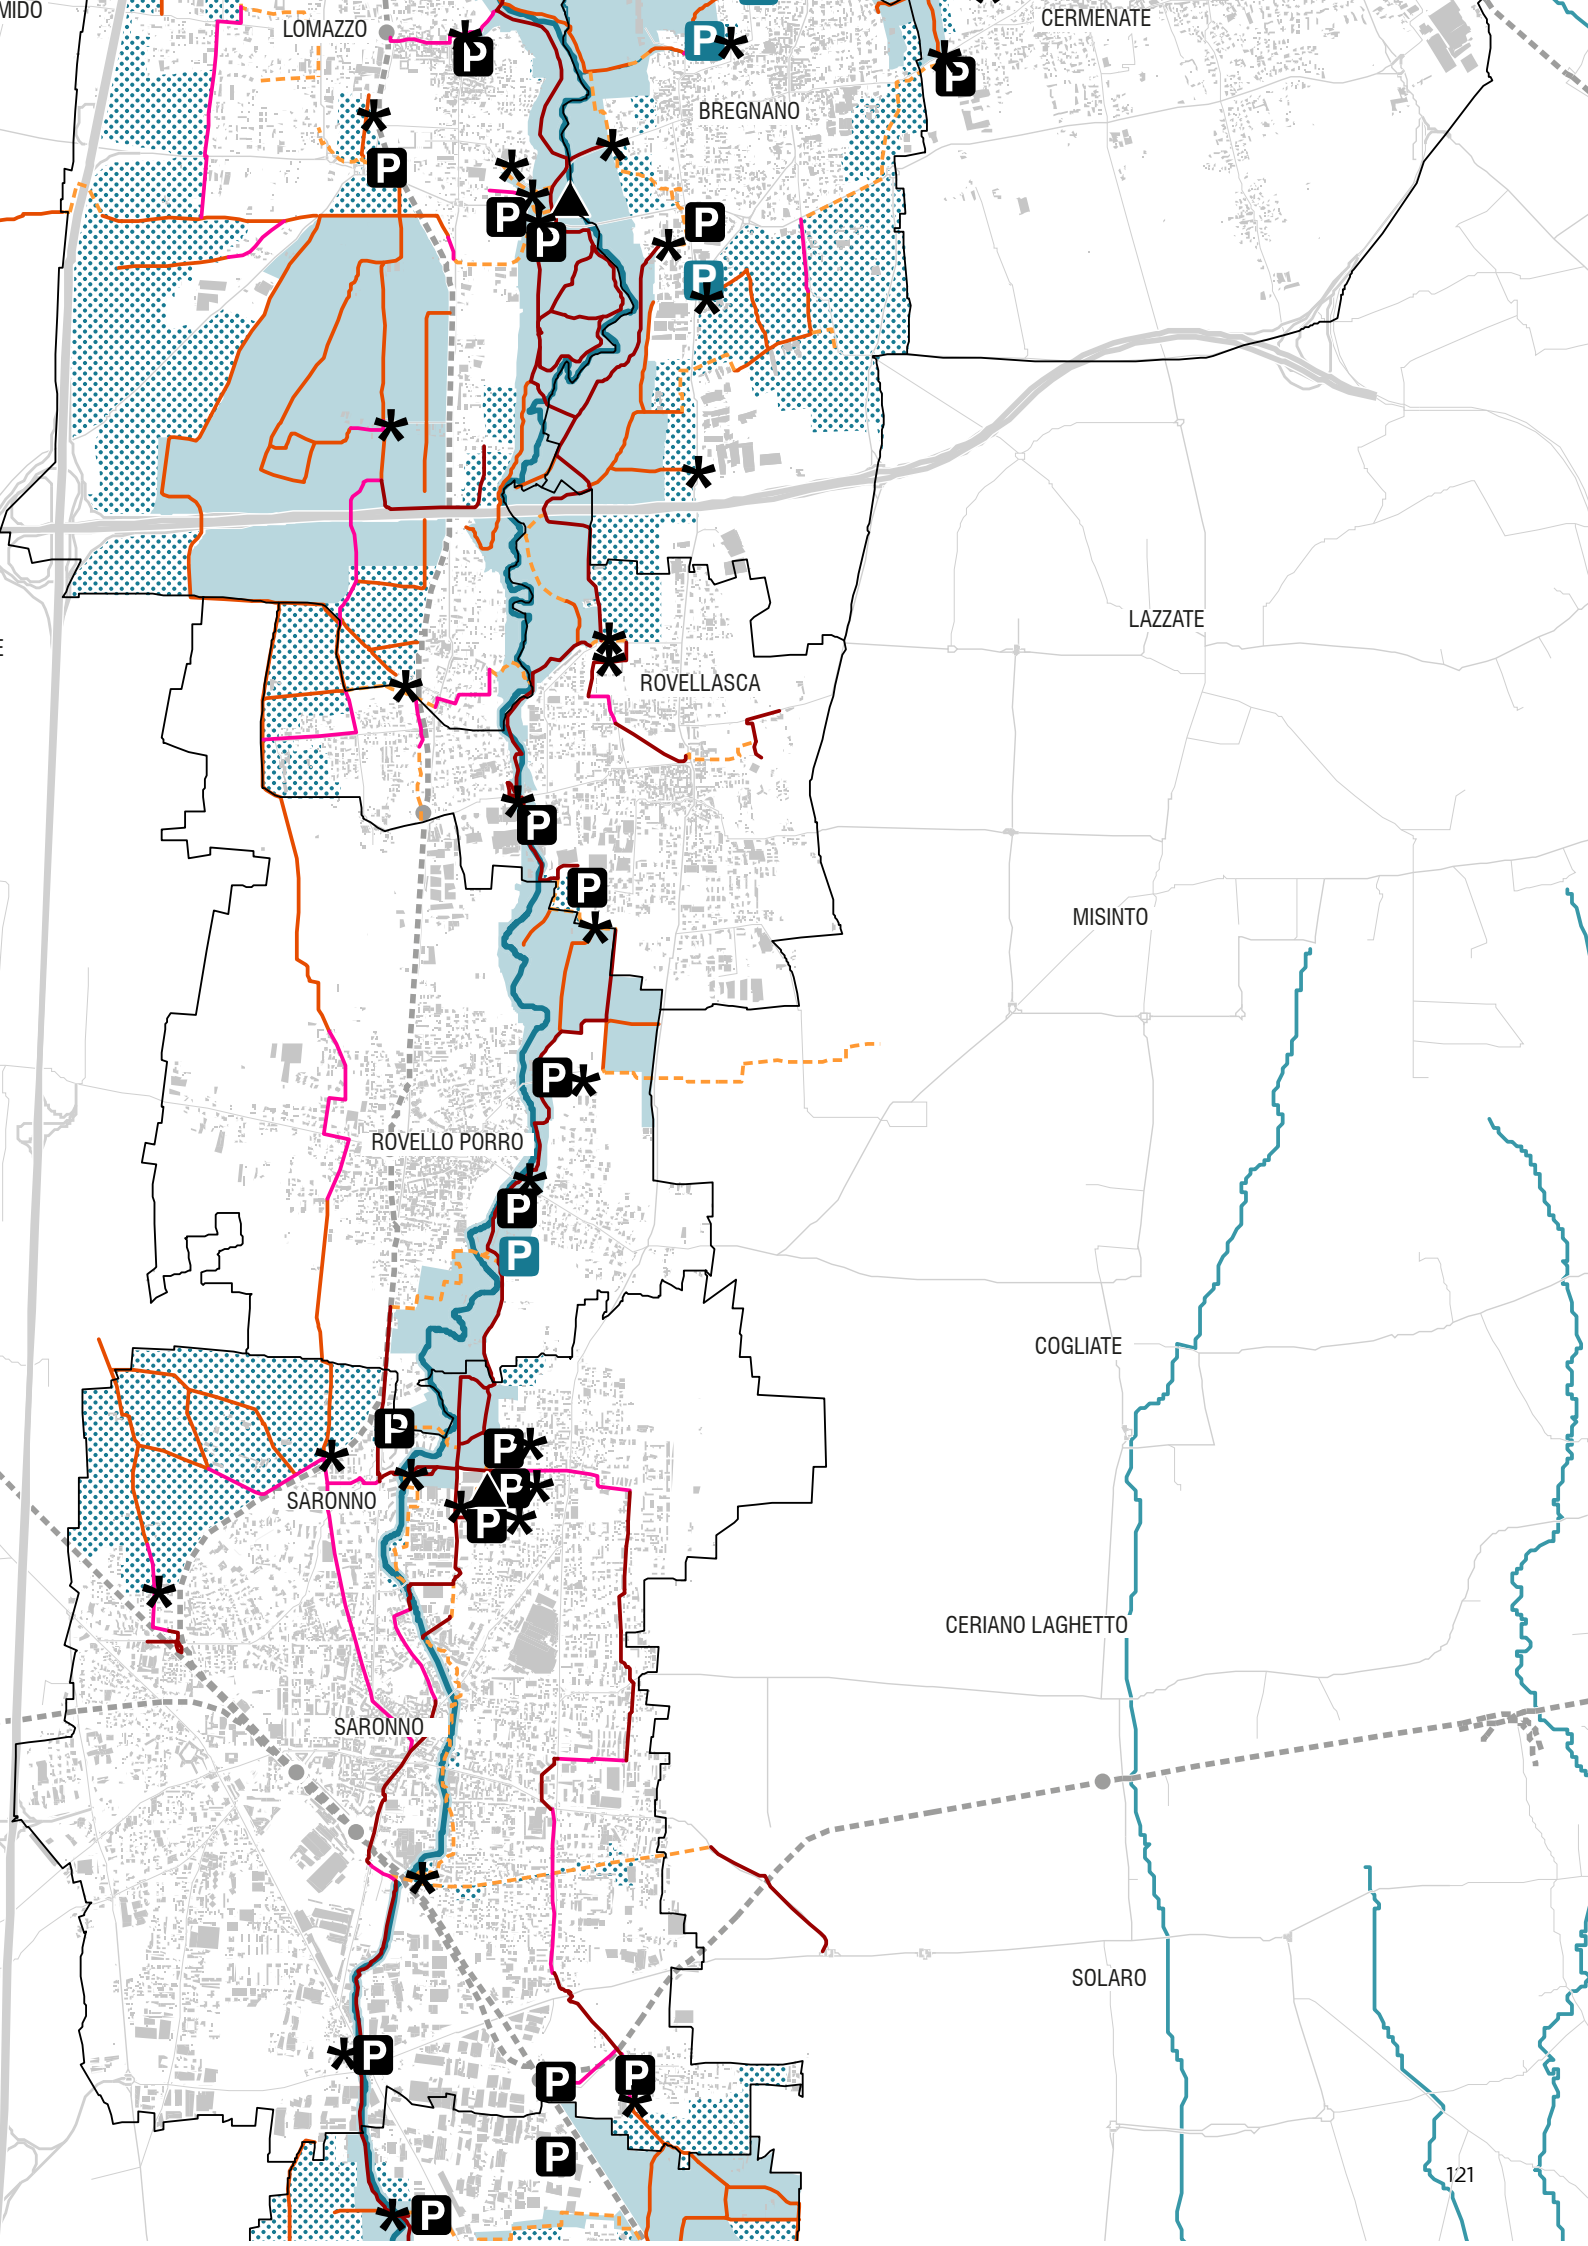 MIDO
LOMAZZO
CERMENATE
P
P
P
BREGNANO
P
P
P
P
P
E
LAZZATE
ROVELLASCA
P
P
MISINTO
P
ROVELLO PORRO
P
P
COGLIATE
P
P
P
SARONNO
P
CERIANO LAGHETTO
SARONNO
SOLARO
P
P
P
P
121
P